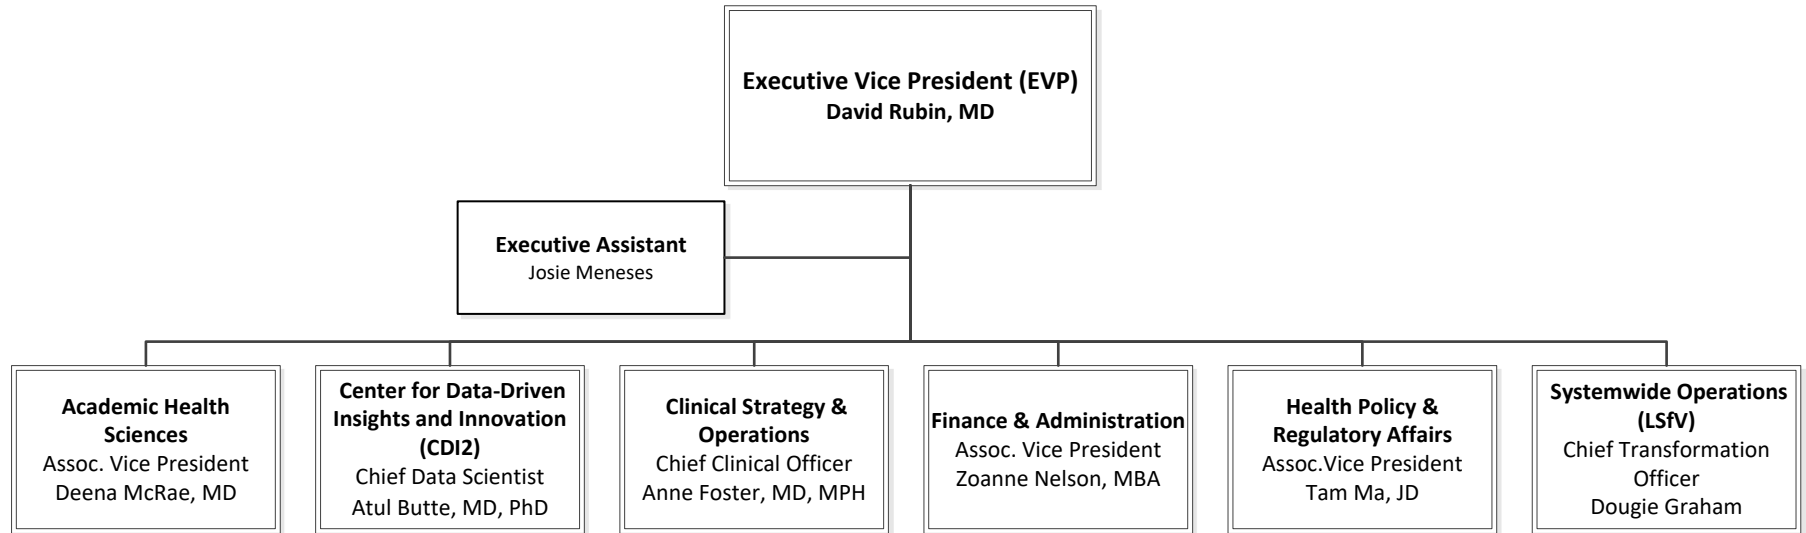 Executive Vice President (EVP)
David Rubin, MD
Executive Assistant
Josie Meneses
Academic Health
Sciences
Assoc. Vice President
Deena McRae, MD
Center for Data-Driven
Insights and Innovation
(CDI2)
Chief Data Scientist
Atul Butte, MD, PhD
Clinical Strategy &
Operations
Chief Clinical Officer
Anne Foster, MD, MPH
Finance & Administration
Assoc. Vice President
Zoanne Nelson, MBA
Health Policy &
Regulatory Affairs
Assoc.Vice President
Tam Ma, JD
Systemwide Operations
(LSfV)
Chief Transformation
Officer
Dougie Graham